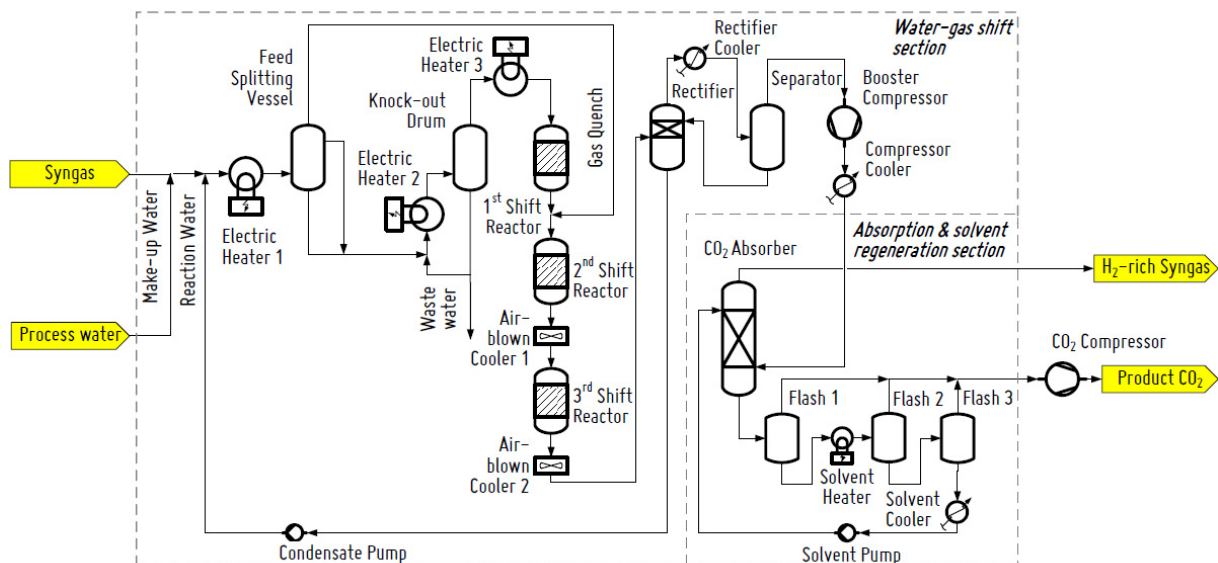 Water-gas shift
section
Rectifier
Cooler
Electric
Heater 3
Feed
Splitting
Vessel
Knock-out
Drum
Rectifier
Separator
Booster
Compressor
Gas Quench
Compressor
Cooler
Syngas
Electric
Heater 2
Make-up Water
Reaction Water
Electric
Heater 1
1st Shift
Reactor
Absorption & solvent
regeneration section
CO2 Absorber
H2-rich Syngas
2nd Shift
Reactor
Waste
water
Process water
Air-
blown
Cooler 1
CO2 Compressor
Product CO2
3rd Shift
Reactor
Flash 1
Flash 2
Flash 3
Air-
blown
Cooler 2
Solvent
Heater
Solvent
Cooler
Condensate Pump
Solvent Pump